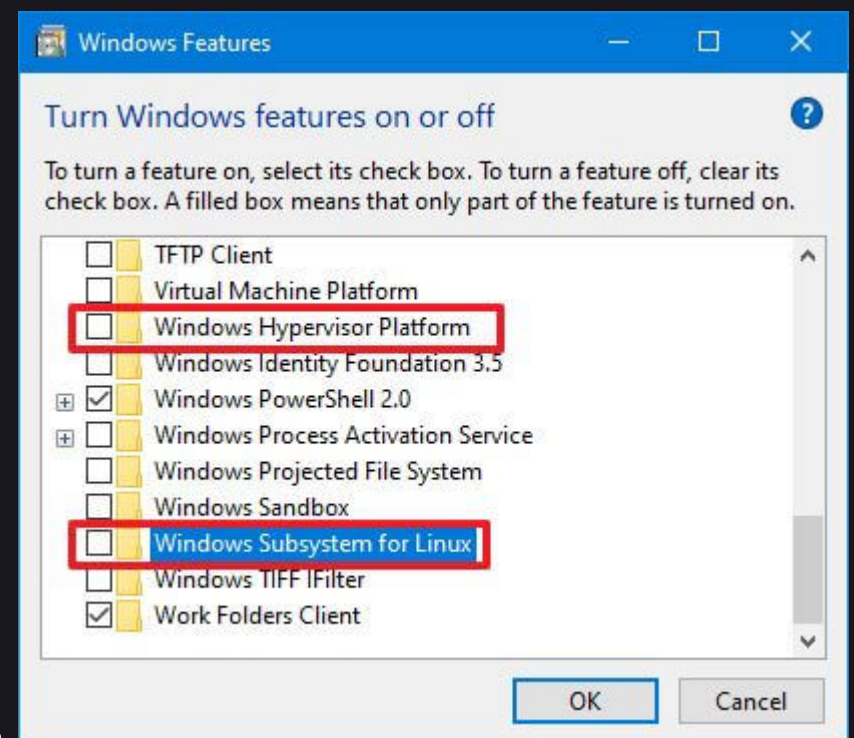 Windows Features
Turn Windows features on or off
To turn a feature on, select its check box. To turn a feature off, clear its
check box. A filled box means that only part of the feature is turned on.
TFTP Client
Virtual Machine Platform
Windows Hypervisor Platform
Windows Identity Foundation 3.5
Windows PowerShell 2.0
Windows Process Activation Service
Windows Projected File System
Windows Sandbox
Windows Subsystem for Linux
Windows TIFF IFilter
Work Folders Client
OK
Cancel